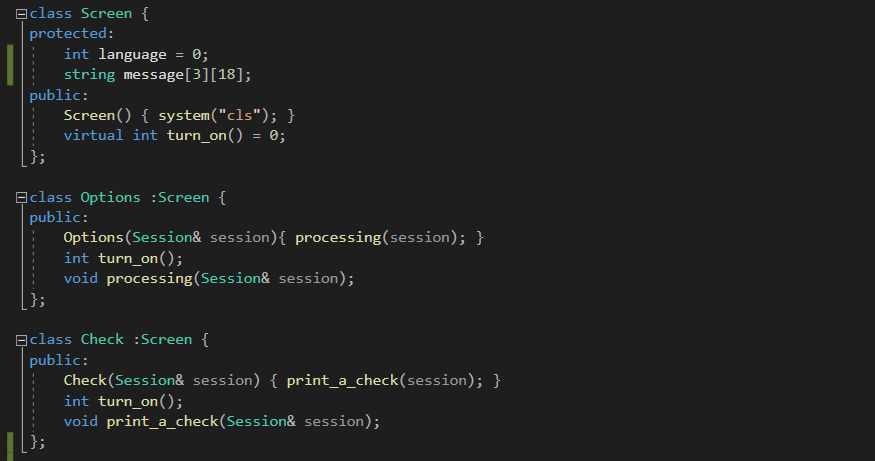 class Screen {
protected:
    int language = 0;
    string message[3][18];
public:
    Screen() { system("cls"); }
    virtual int turn_on() = 0;
};

class Options :Screen {
public:
    Options(Session& session){ processing(session); }
    int turn_on();
    void processing(Session& session);
};

class Check :Screen {
public:
    Check(Session& session) { print_a_check(session); }
    int turn_on();
    void print_a_check(Session& session);
};